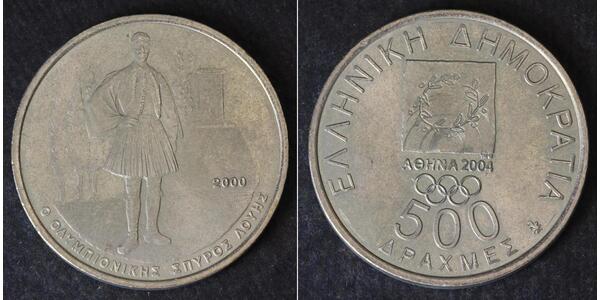 2000
Ο ΟΛΥΜΠΙΟΝΙΚΗΣ ΣΠΥΡΟΣ ΛΟΥΗΣ
ΕΛΛΗΝΙΚΗ ΔΗΜΟΚΡΑΤΙΑ
ΑΘΗΝΑ 2004
500
ΔΡΑΧΜΕΣ